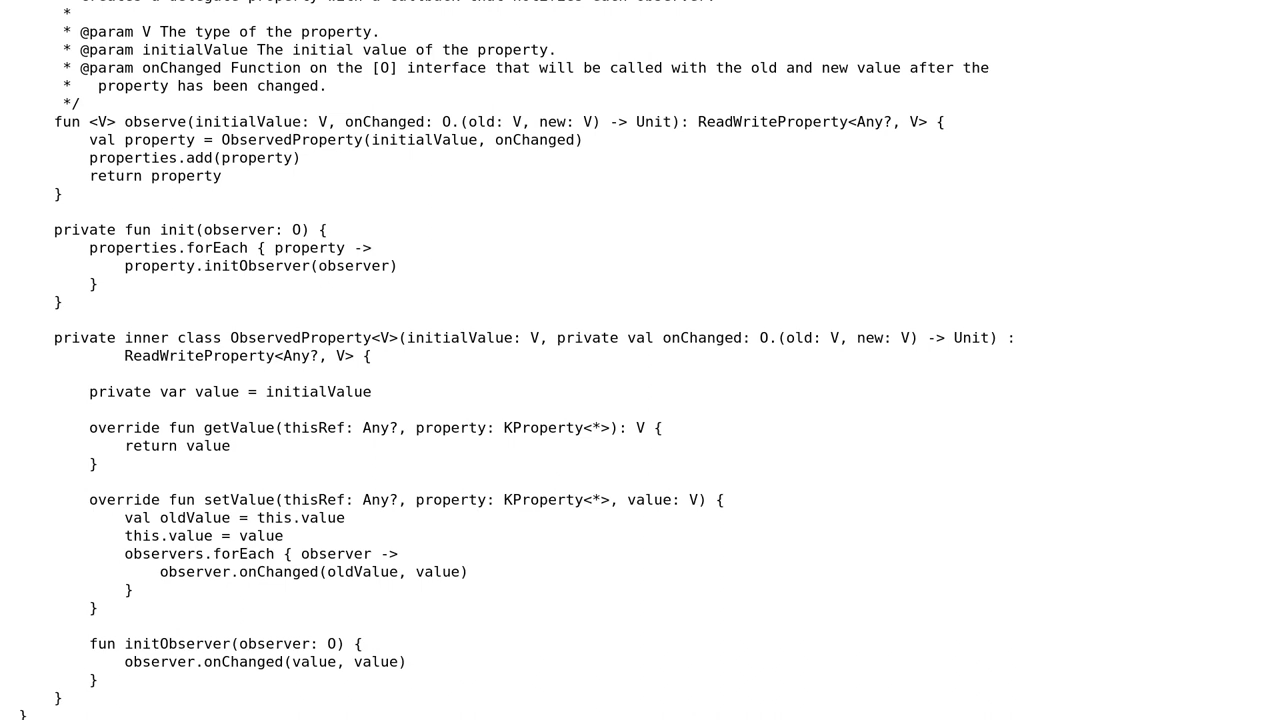 *
 * @param V The type of the property.
 * @param initialValue The initial value of the property.
 * @param onChanged Function on the [O] interface that will be called with the old and new value after the
 *   property has been changed.
 */
fun <V> observe(initialValue: V, onChanged: O.(old: V, new: V) -> Unit): ReadWriteProperty<Any?, V> {
    val property = ObservedProperty(initialValue, onChanged)
    properties.add(property)
    return property
}

private fun init(observer: O) {
    properties.forEach { property ->
        property.initObserver(observer)
    }
}

private inner class ObservedProperty<V>(initialValue: V, private val onChanged: O.(old: V, new: V) -> Unit) :
        ReadWriteProperty<Any?, V> {

    private var value = initialValue

    override fun getValue(thisRef: Any?, property: KProperty<*>): V {
        return value
    }

    override fun setValue(thisRef: Any?, property: KProperty<*>, value: V) {
        val oldValue = this.value
        this.value = value
        observers.forEach { observer ->
            observer.onChanged(oldValue, value)
        }
    }

    fun initObserver(observer: O) {
        observer.onChanged(value, value)
    }
}
}